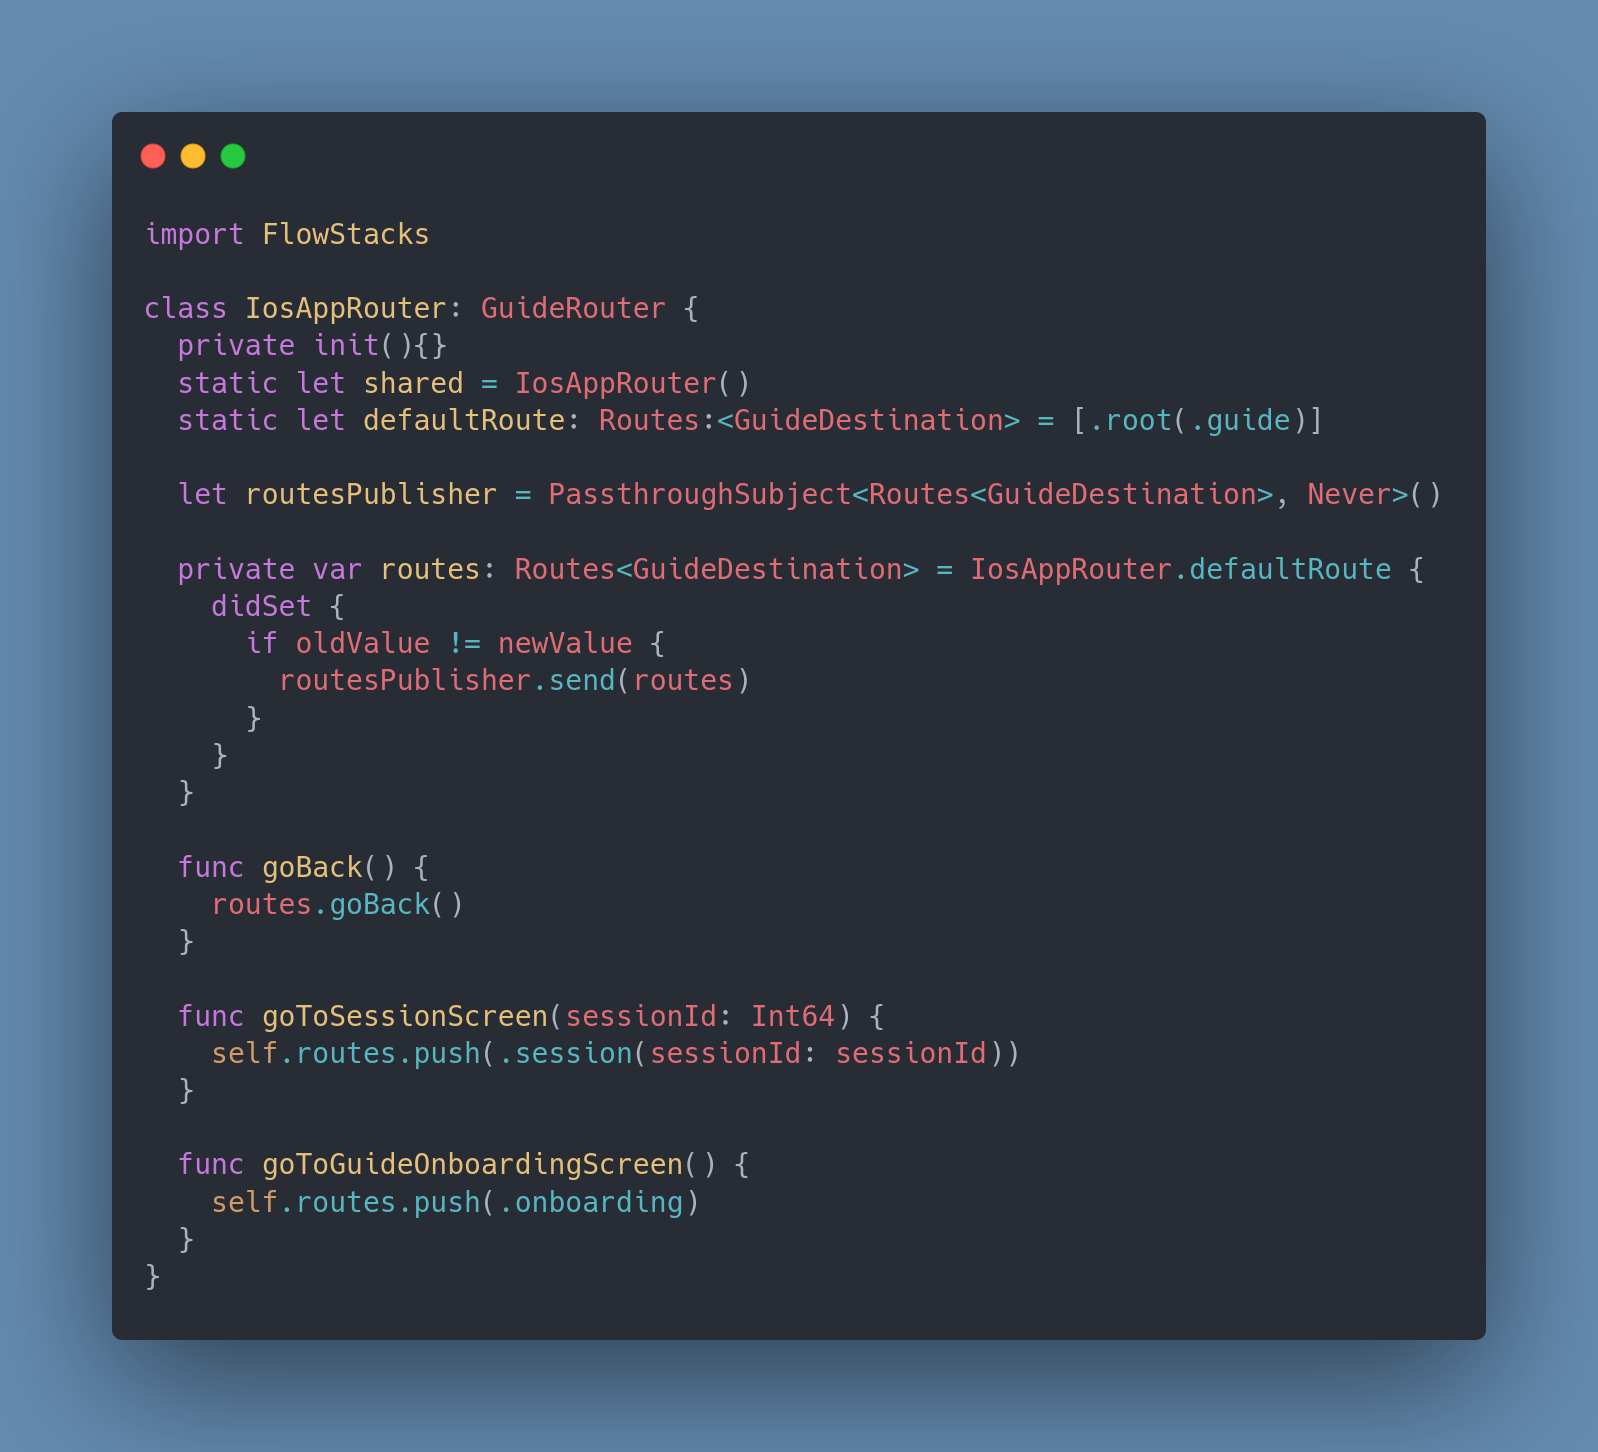 import FlowStacks

class IosAppRouter: GuideRouter {
  private init(){}
  static let shared = IosAppRouter()
  static let defaultRoute: Routes:<GuideDestination> = [.root(.guide)]

  let routesPublisher = PassthroughSubject<Routes<GuideDestination>, Never>()

  private var routes: Routes<GuideDestination> = IosAppRouter.defaultRoute {
    didSet {
      if oldValue != newValue {
        routesPublisher.send(routes)
      }
    }
  }

  func goBack() {
    routes.goBack()
  }

  func goToSessionScreen(sessionId: Int64) {
    self.routes.push(.session(sessionId: sessionId))
  }

  func goToGuideOnboardingScreen() {
    self.routes.push(.onboarding)
  }
}